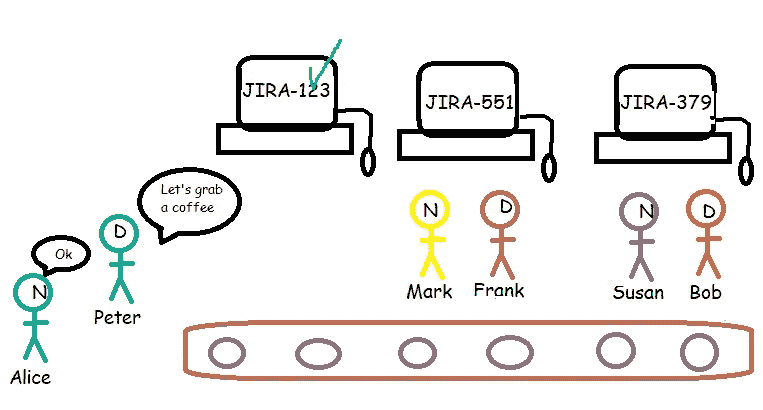 JIRA-123
JIRA-551
JIRA-379
Let's grab
a coffee
Ok
D
N
N
D
N
D
Peter
Alice
Mark
Frank
Susan
Bob